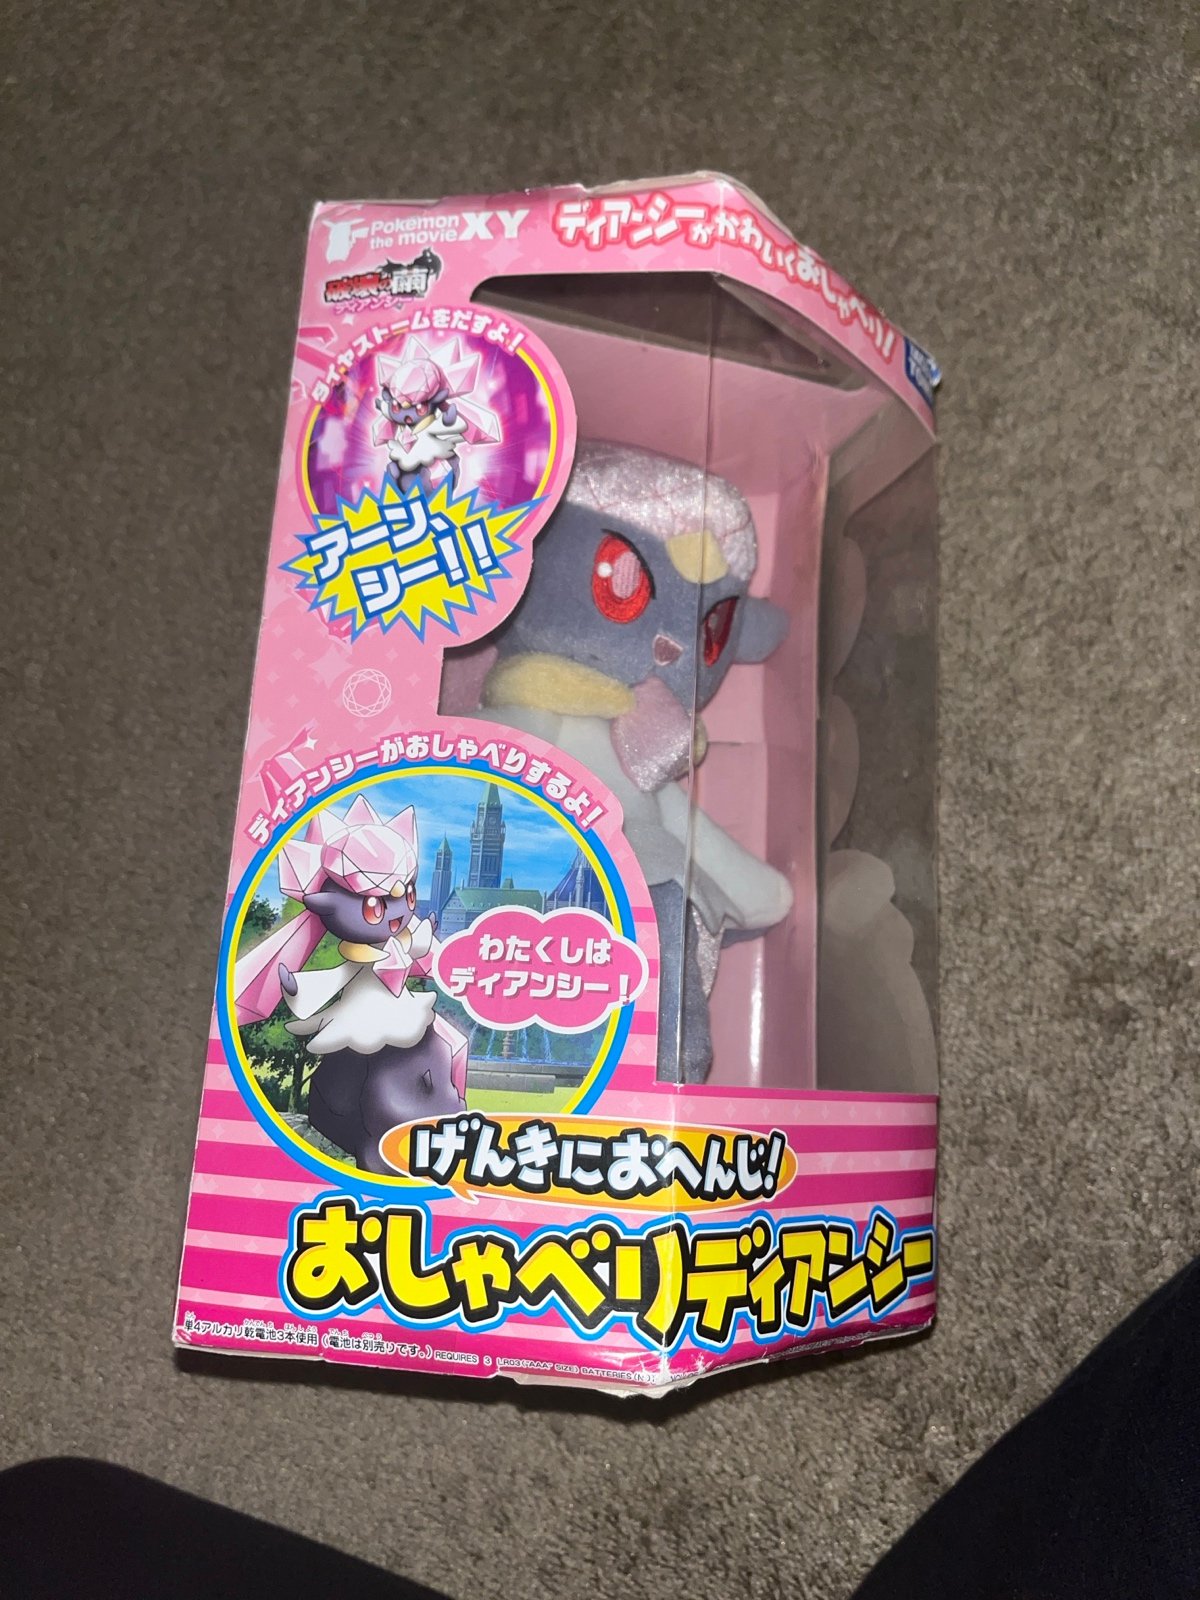 Pokémon
the movie XY
ディアンシーがかわいくおしゃべり!
破壊の繭
ディアンシー
ダイヤストームをだすよ!
アーン、
シー!!
ディアンシーがおしゃべりするよ!
わたくしは
ディアンシー!
げんきにおへんじ!
おしゃべりディアンシー
単4アルカリ乾電池3本使用(電池は別売りです。) REQUIRES 3 LR03("AAA" SIZE) BATTERIES